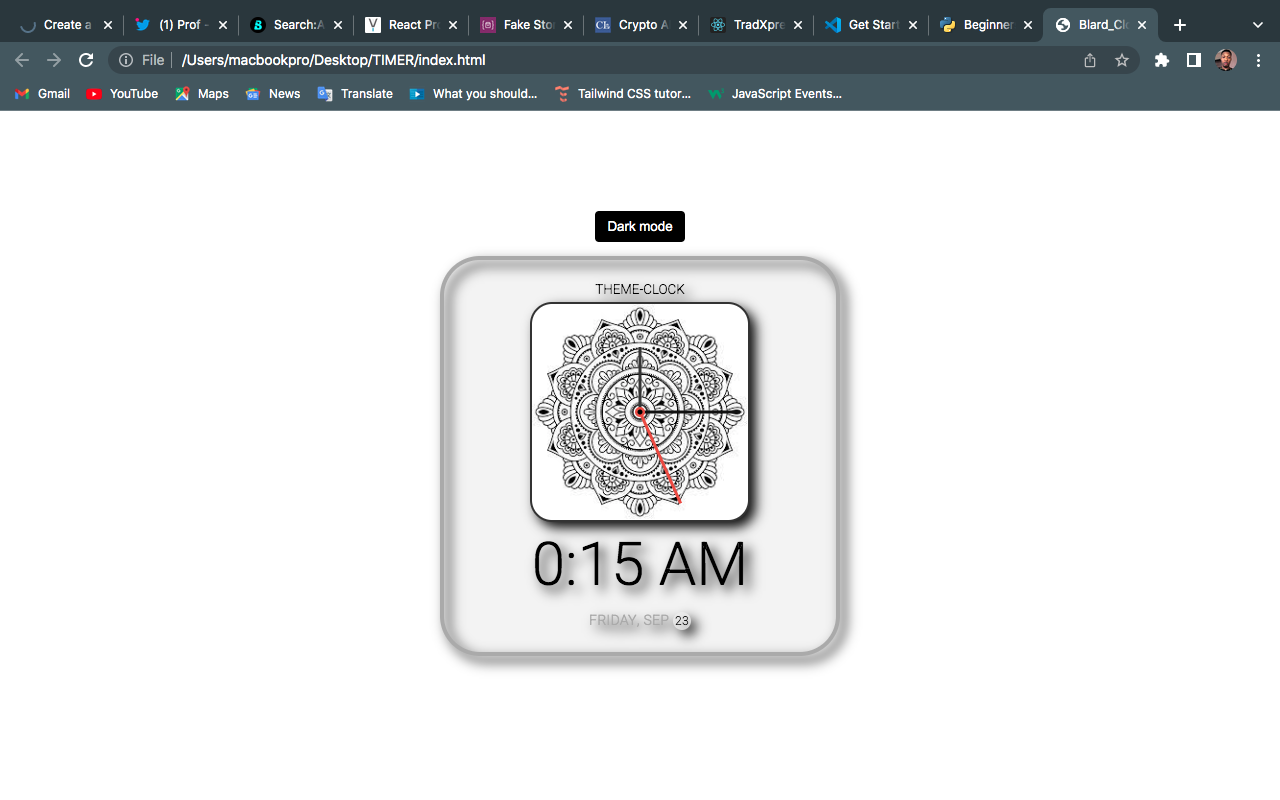 Create a
(1) Prof -
Search:A
React Pro
Fake Sto
Crypto A
TradXpre
Get Start
Beginner
Blard_Clo
File
/Users/macbookpro/Desktop/TIMER/index.html
Gmail
YouTube
Maps
News
Translate
What you should...
Tailwind CSS tutor...
JavaScript Events...
Dark mode
THEME-CLOCK
0:15 AM
FRIDAY, SEP 23